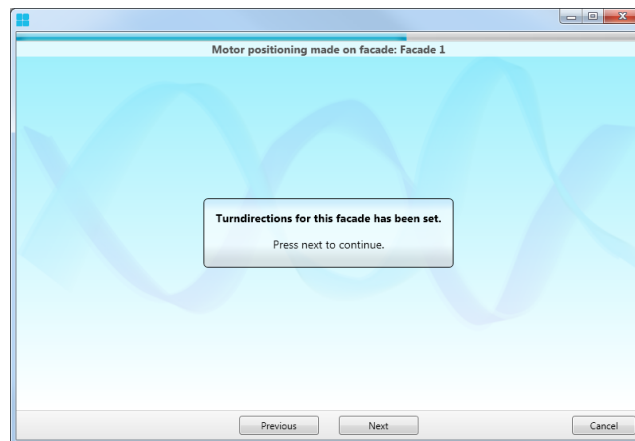 Motor positioning made on facade: Facade 1
Turndirections for this facade has been set.
Press next to continue.
Previous
Next
Cancel